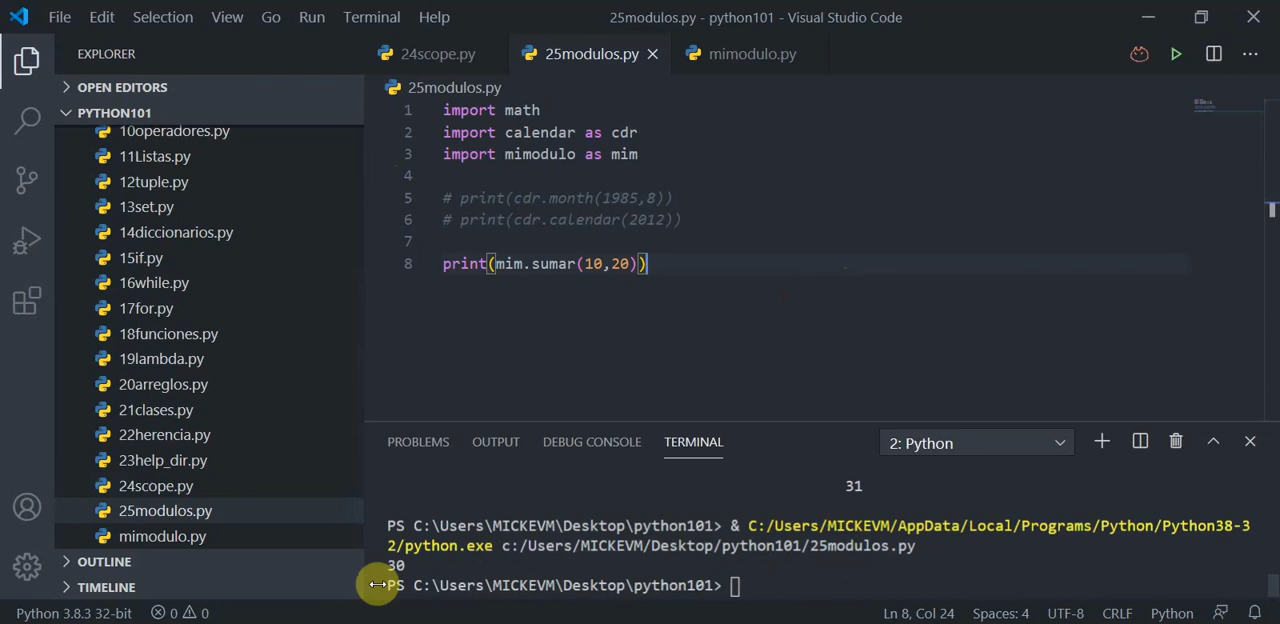 File Edit Selection View Go Run Terminal Help 25modulos.py - python101 - Visual Studio Code
EXPLORER
OPEN EDITORS
PYTHON101
10operadores.py
11Listas.py
12tuple.py
13set.py
14diccionarios.py
15if.py
16while.py
17for.py
18funciones.py
19lambda.py
20arreglos.py
21clases.py
22herencia.py
23help_dir.py
24scope.py
25modulos.py
mimodulo.py
OUTLINE
TIMELINE
24scope.py 25modulos.py mimodulo.py
25modulos.py
1 import math
2 import calendar as cdr
3 import mimodulo as mim
4
5 # print(cdr.month(1985,8))
6 # print(cdr.calendar(2012))
7
8 print(mim.sumar(10,20))
PROBLEMS OUTPUT DEBUG CONSOLE TERMINAL 2: Python
31
PS C:\Users\MICKEVM\Desktop\python101> & C:/Users/MICKEVM/AppData/Local/Programs/Python/Python38-3
2/python.exe c:/Users/MICKEVM/Desktop/python101/25modulos.py
30
PS C:\Users\MICKEVM\Desktop\python101>
Python 3.8.3 32-bit 0 0 Ln 8, Col 24 Spaces: 4 UTF-8 CRLF Python